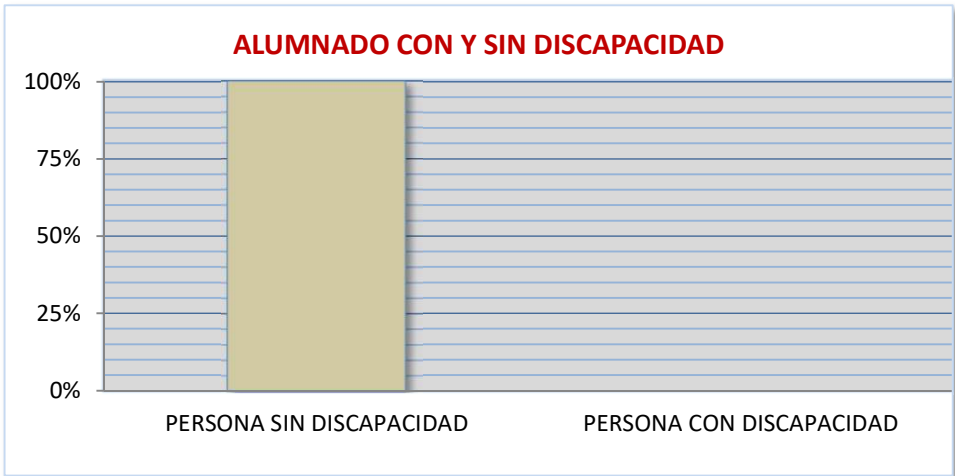 ALUMNADO CON Y SIN DISCAPACIDAD
100%
75%
50%
25%
0%
PERSONA SIN DISCAPACIDAD
PERSONA CON DISCAPACIDAD